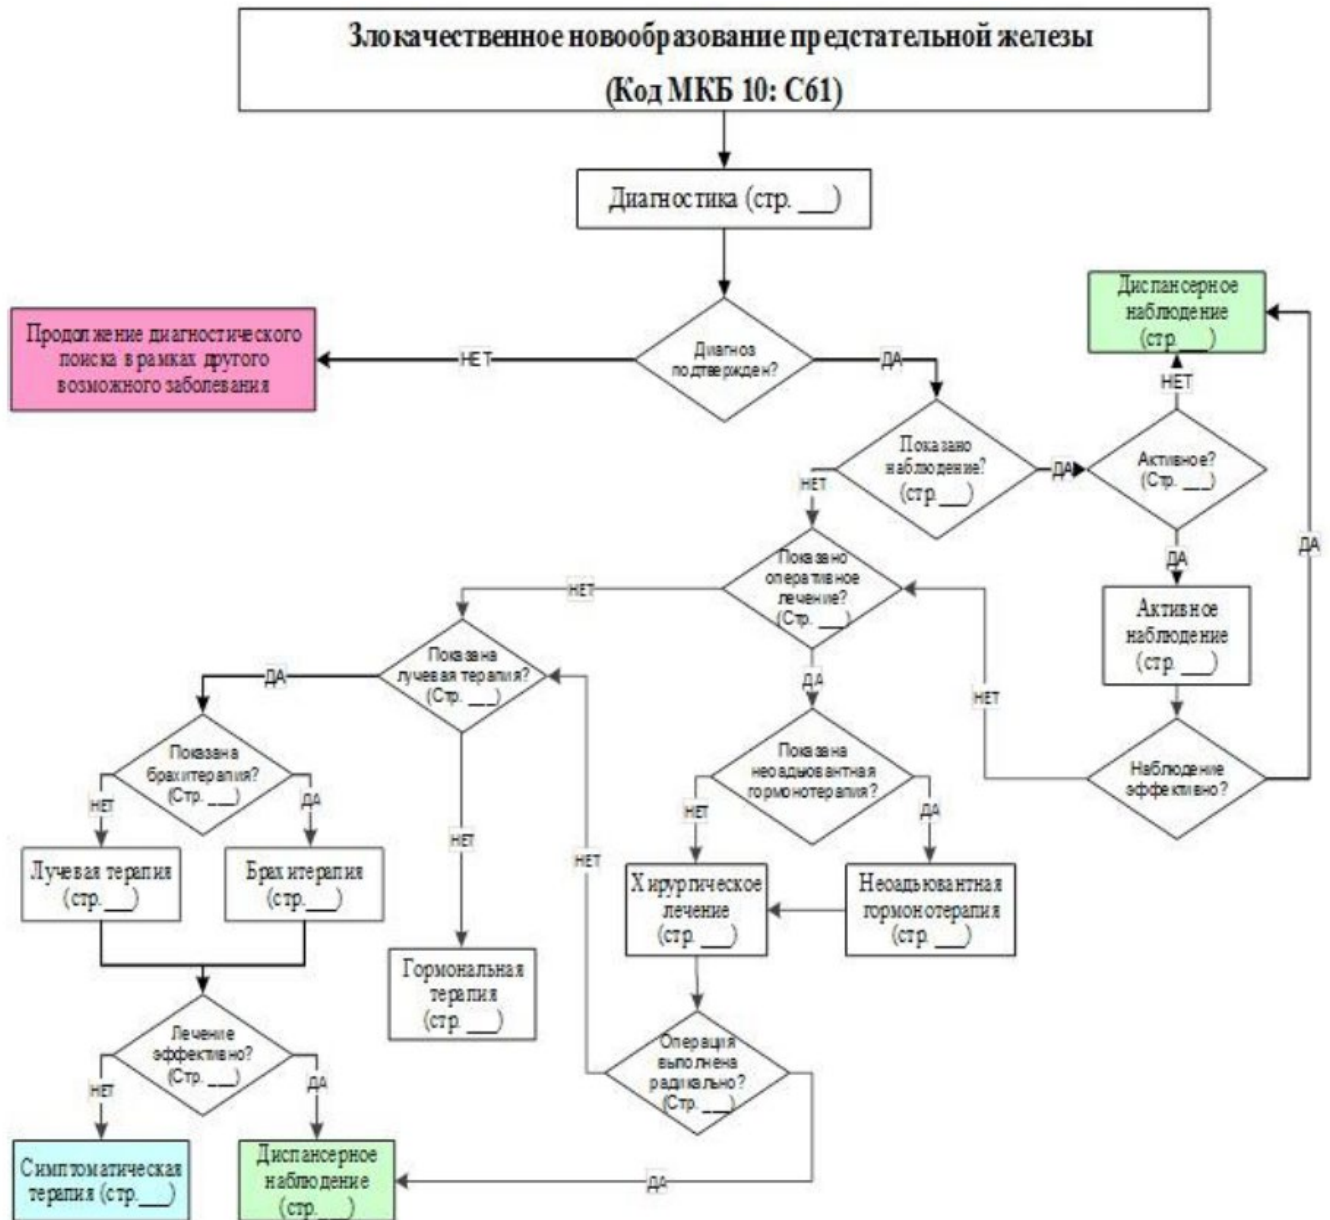 Злокачественное новообразование предстательной железы
(Код МКБ 10: С61)
Диагностика (стр. ___)
Диагноз
подтвержден?
НЕТ
ДА
Продолжение диагностического
поиска в рамках другого
возможного заболевания
Диспансерное
наблюдение
(стр.___)
НЕТ
Показано
наблюдение?
(стр.___)
НЕТ
ДА
Активное?
(Стр. ___)
ДА
ДА
Показано
оперативное
лечение?
(Стр. ___)
НЕТ
ДА
Активное
наблюдение
(стр.___)
НЕТ
Наблюдение
эффективно?
Показана
лучевая терапия?
(Стр. ___)
ДА
НЕТ
Показана
неоадьювантная
гормонотерапия?
НЕТ
ДА
Показана
брахитерапия?
(Стр. ___)
НЕТ
ДА
Лучевая терапия
(стр.___)
Брахитерапия
(стр.___)
НЕТ
Хирургическое
лечение
(стр. ___)
Неоадьювантная
гормонотерапия
(стр. ___)
Гормональная
терапия
(стр. ___)
Лечение
эффективно?
(Стр. ___)
НЕТ
ДА
Операция
выполнена
радикально?
(Стр. ___)
ДА
Симптоматическая
терапия (стр.___)
Диспансерное
наблюдение
(стр.___)